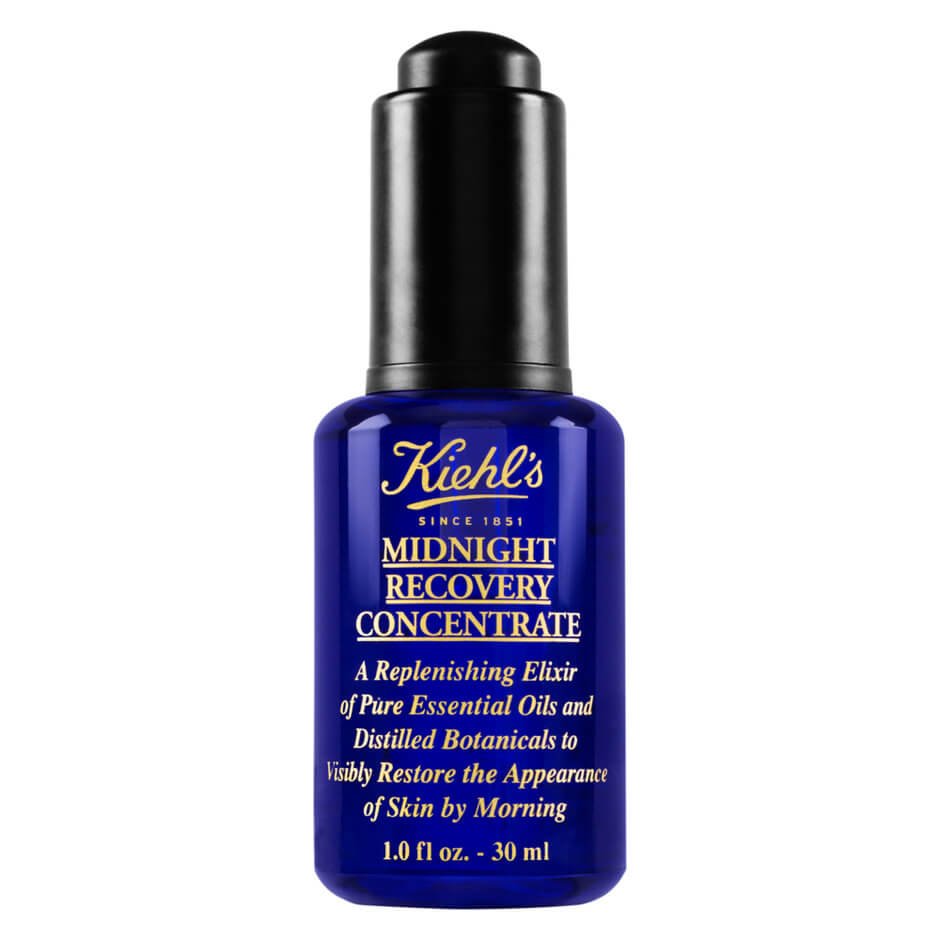 Kiehl's
SINCE 1851
MIDNIGHT
RECOVERY
CONCENTRATE
A Replenishing Elixir
of Pure Essential Oils and
Distilled Botanicals to
Visibly Restore the Appearance
of Skin by Morning
1.0 fl oz. - 30 ml